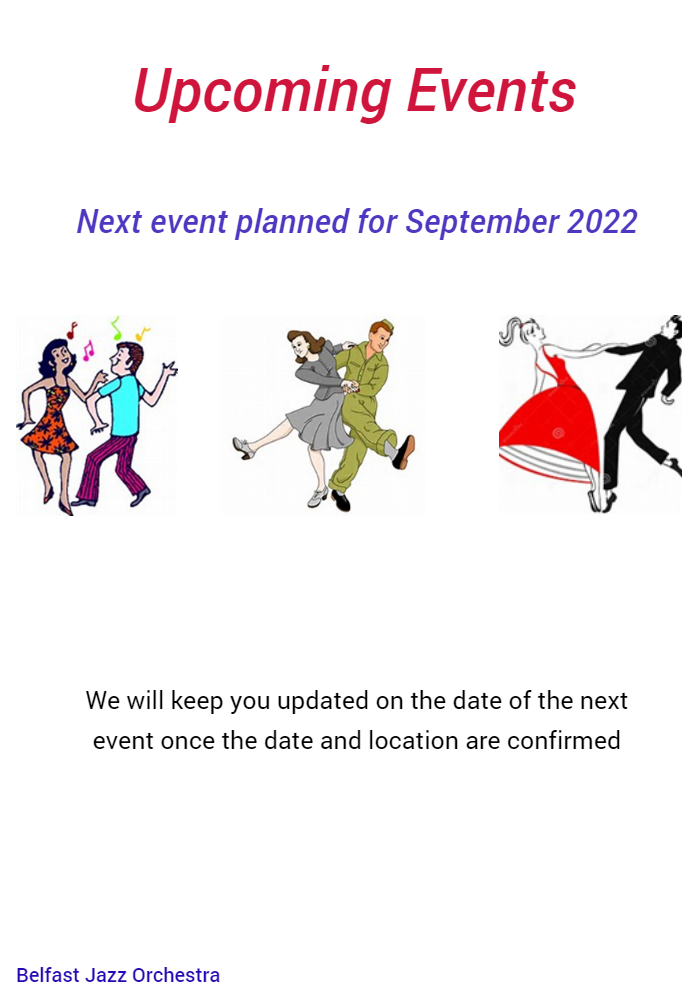 Upcoming Events
Next event planned for September 2022
We will keep you updated on the date of the next
event once the date and location are confirmed
Belfast Jazz Orchestra